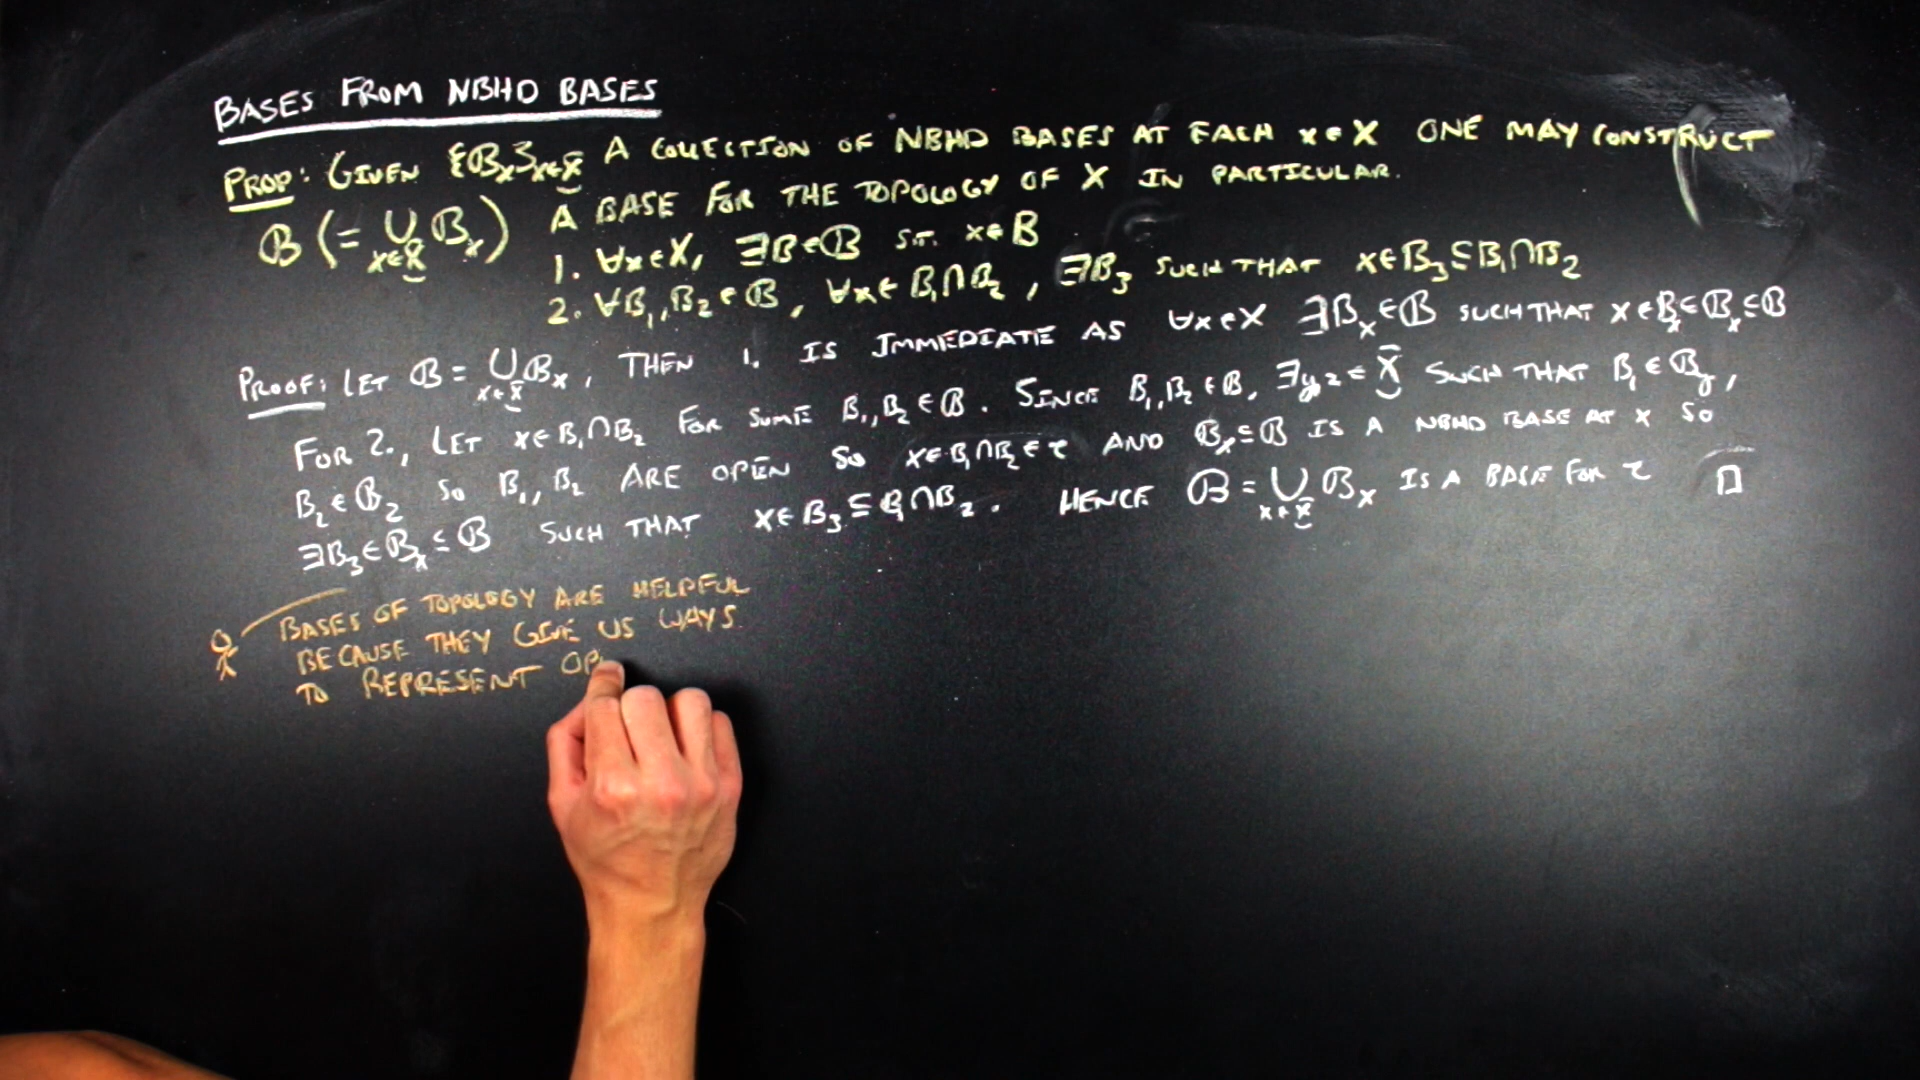 BASES FROM NBHD BASES
PROP: GIVEN {𝓑ₓ}ₓ∈X A COLLECTION OF NBHD BASES AT EACH x∈X ONE MAY CONSTRUCT
A BASE FOR THE TOPOLOGY OF X IN PARTICULAR.
𝓑 (= ∪ₓ∈X 𝓑ₓ)
1. ∀x∈X, ∃B∈𝓑 S.T. x∈B
2. ∀B₁,B₂∈𝓑, ∀x∈B₁∩B₂, ∃B₃ SUCH THAT x∈B₃⊆B₁∩B₂
PROOF: LET 𝓑 = ∪ₓ∈X 𝓑ₓ, THEN 1. IS IMMEDIATE AS ∀x∈X ∃Bₓ∈𝓑 SUCH THAT x∈Bₓ∈𝓑ₓ⊆𝓑
FOR 2., LET x∈B₁∩B₂ FOR SOME B₁,B₂∈𝓑. SINCE B₁,B₂∈𝓑, ∃y,z∈X SUCH THAT B₁∈𝓑y,
B₂∈𝓑z SO B₁,B₂ ARE OPEN SO x∈B₁∩B₂∈τ AND 𝓑ₓ⊆𝓑 IS A NBHD BASE AT x SO
∃B₃∈𝓑ₓ⊆𝓑 SUCH THAT x∈B₃⊆B₁∩B₂. HENCE 𝓑 = ∪ₓ∈X 𝓑ₓ IS A BASE FOR τ □
BASES OF TOPOLOGY ARE HELPFUL
BECAUSE THEY GIVE US WAYS
TO REPRESENT OP